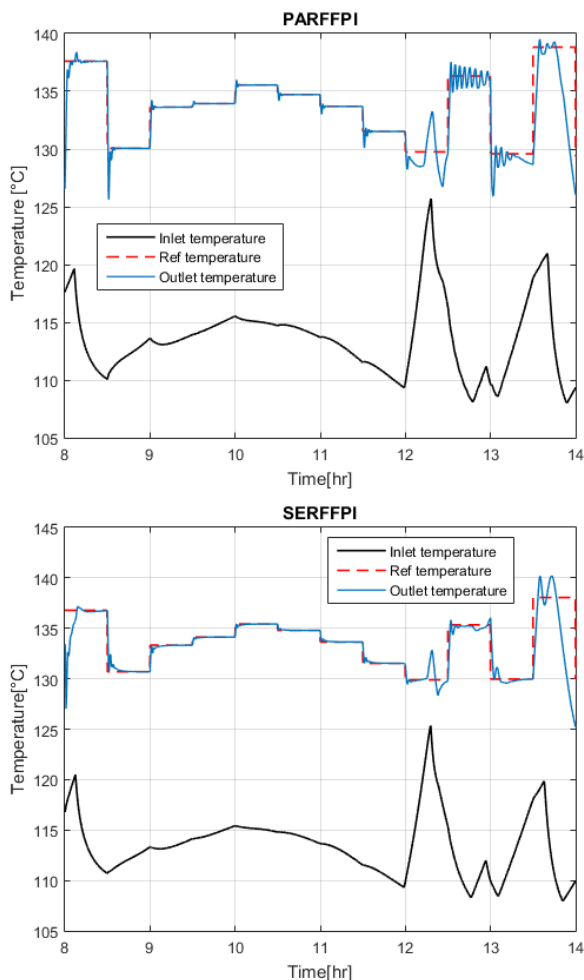 PARFFPI
140
135
130
125
120
115
110
105
Temperature [°C]
Inlet temperature
Ref temperature
Outlet temperature
8
9
10
11
12
13
14
Time[hr]
SERFFPI
145
140
135
130
125
120
115
110
105
Temperature[°C]
Inlet temperature
Ref temperature
Outlet temperature
8
9
10
11
12
13
14
Time[hr]